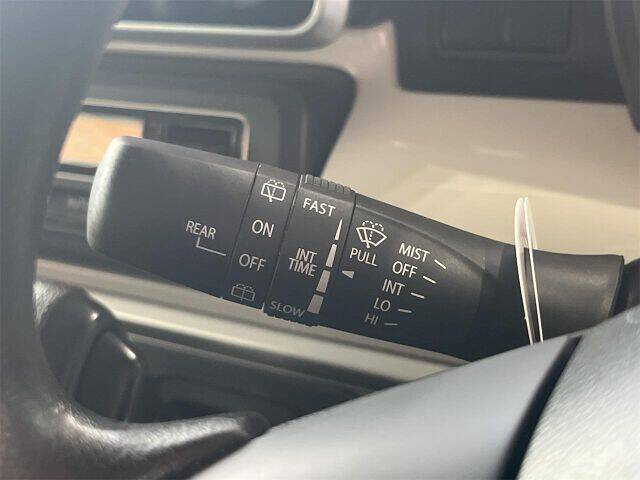 REAR
ON
OFF
FAST
INT
TIME
SLOW
PULL
MIST
OFF
INT
LO
HI